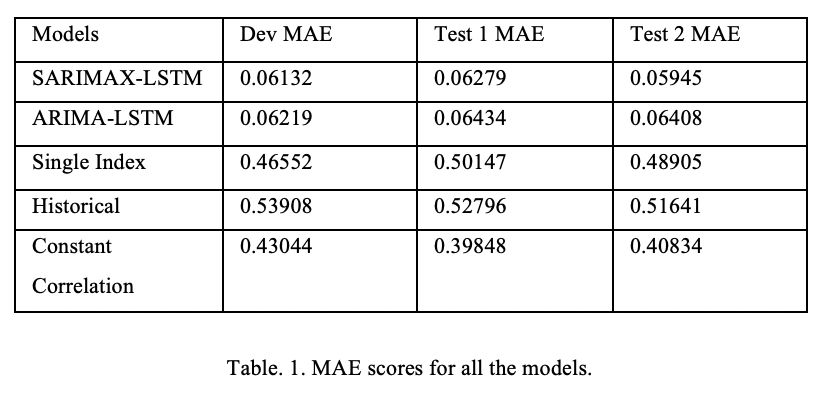 Models Dev MAE Test 1 MAE Test 2 MAE
SARIMAX-LSTM 0.06132 0.06279 0.05945
ARIMA-LSTM 0.06219 0.06434 0.06408
Single Index 0.46552 0.50147 0.48905
Historical 0.53908 0.52796 0.51641
Constant 0.43044 0.39848 0.40834
Correlation
Table. 1. MAE scores for all the models.